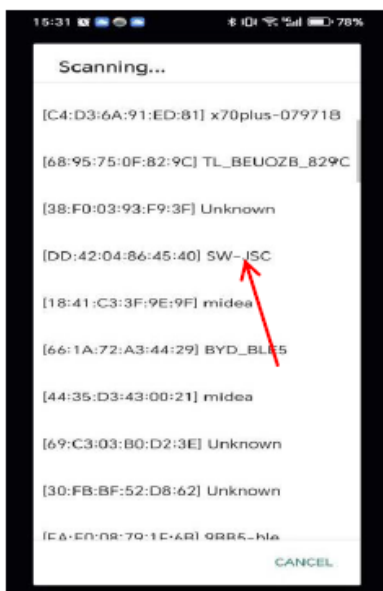 15:31 78%
Scanning...
[C4:D3:6A:91:ED:81] x70plus-079718
[68:95:75:0F:82:9C] TL_BEUOZB_829C
[38:F0:03:93:F9:3F] Unknown
[DD:42:04:86:45:40] SW-JSC
[18:41:C3:3F:9E:9F] midea
[66:1A:72:A3:44:29] BYD_BLE5
[44:35:D3:43:00:21] midea
[69:C3:03:B0:D2:3E] Unknown
[30:FB:BF:52:D8:62] Unknown
CANCEL